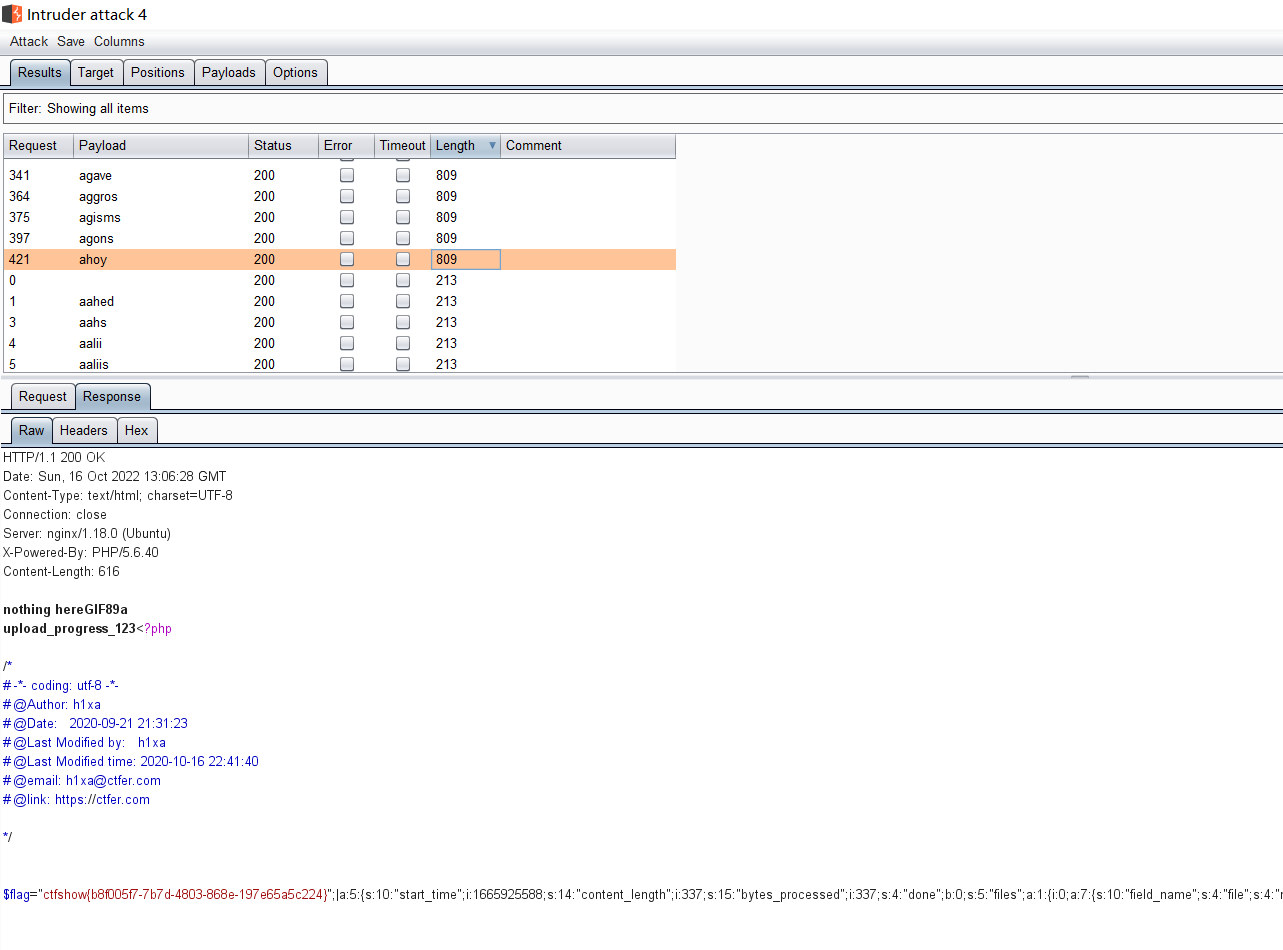 Intruder attack 4
Attack Save Columns
Results Target Positions Payloads Options
Filter: Showing all items
Request Payload Status Error Timeout Length Comment
341 agave 200 809
364 aggros 200 809
375 agisms 200 809
397 agons 200 809
421 ahoy 200 809
0 200 213
1 aahed 200 213
3 aahs 200 213
4 aalii 200 213
5 aaliis 200 213
Request Response
Raw Headers Hex
HTTP/1.1 200 OK
Date: Sun, 16 Oct 2022 13:06:28 GMT
Content-Type: text/html; charset=UTF-8
Connection: close
Server: nginx/1.18.0 (Ubuntu)
X-Powered-By: PHP/5.6.40
Content-Length: 616
nothing hereGIF89a
upload_progress_123<?php
/*
# -*- coding: utf-8 -*-
# @Author: h1xa
# @Date:   2020-09-21 21:31:23
# @Last Modified by:   h1xa
# @Last Modified time: 2020-10-16 22:41:40
# @email: h1xa@ctfer.com
# @link: https://ctfer.com
*/
$flag="ctfshow{b8f005f7-7b7d-4803-868e-197e65a5c224}";|a:5:{s:10:"start_time";i:1665925588;s:14:"content_length";i:337;s:15:"bytes_processed";i:337;s:4:"done";b:0;s:5:"files";a:1:{i:0;a:7:{s:10:"field_name";s:4:"file";s:4:"